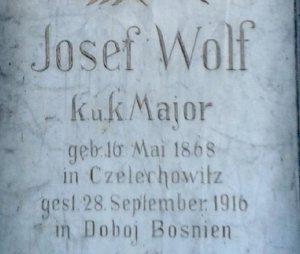 Josef Wolf
k.u.k Major
geb. 16. Mai 1868
in Czelechowitz
gest. 28. September 1916
in Doboj Bosnien